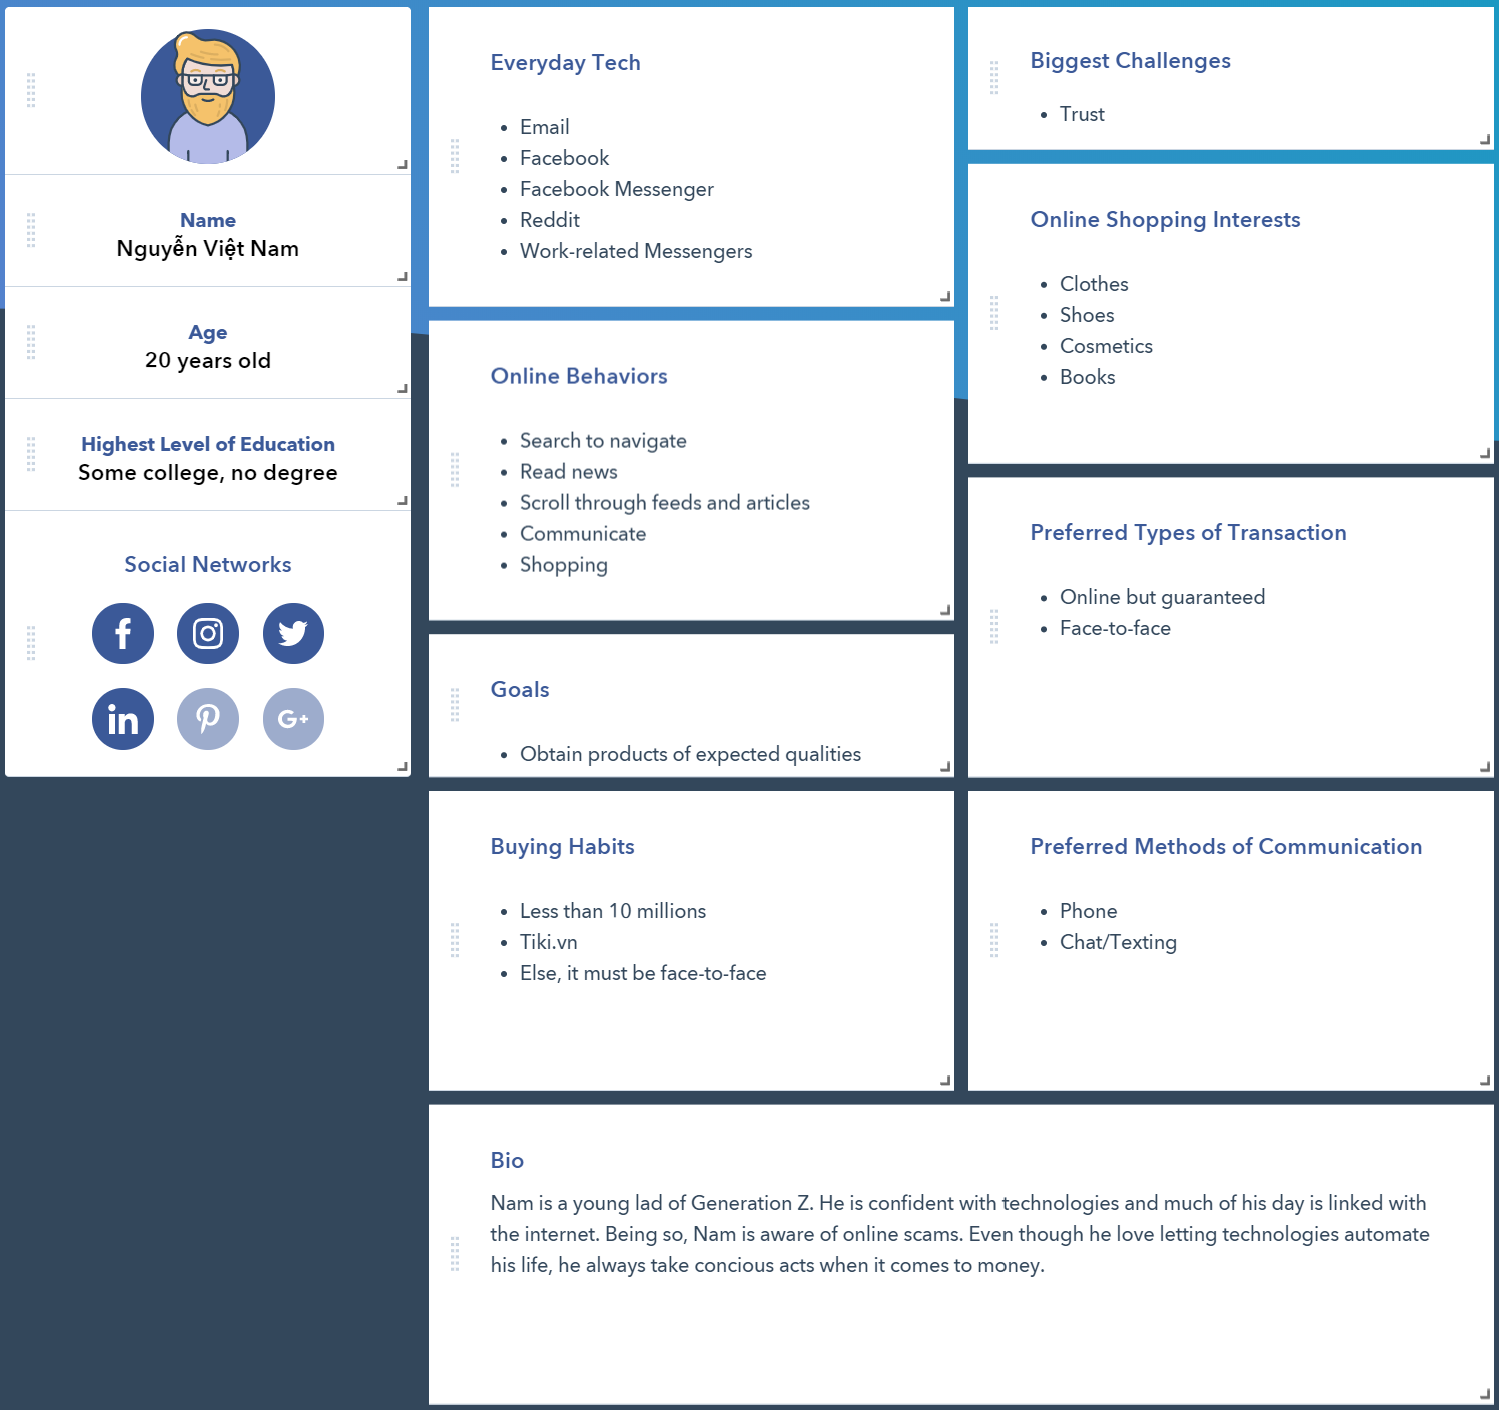 Name
Nguyễn Việt Nam
Age
20 years old
Highest Level of Education
Some college, no degree
Social Networks
Everyday Tech
Email
Facebook
Facebook Messenger
Reddit
Work-related Messengers
Online Behaviors
Search to navigate
Read news
Scroll through feeds and articles
Communicate
Shopping
Goals
Obtain products of expected qualities
Buying Habits
Less than 10 millions
Tiki.vn
Else, it must be face-to-face
Biggest Challenges
Trust
Online Shopping Interests
Clothes
Shoes
Cosmetics
Books
Preferred Types of Transaction
Online but guaranteed
Face-to-face
Preferred Methods of Communication
Phone
Chat/Texting
Bio
Nam is a young lad of Generation Z. He is confident with technologies and much of his day is linked with
the internet. Being so, Nam is aware of online scams. Even though he love letting technologies automate
his life, he always take concious acts when it comes to money.